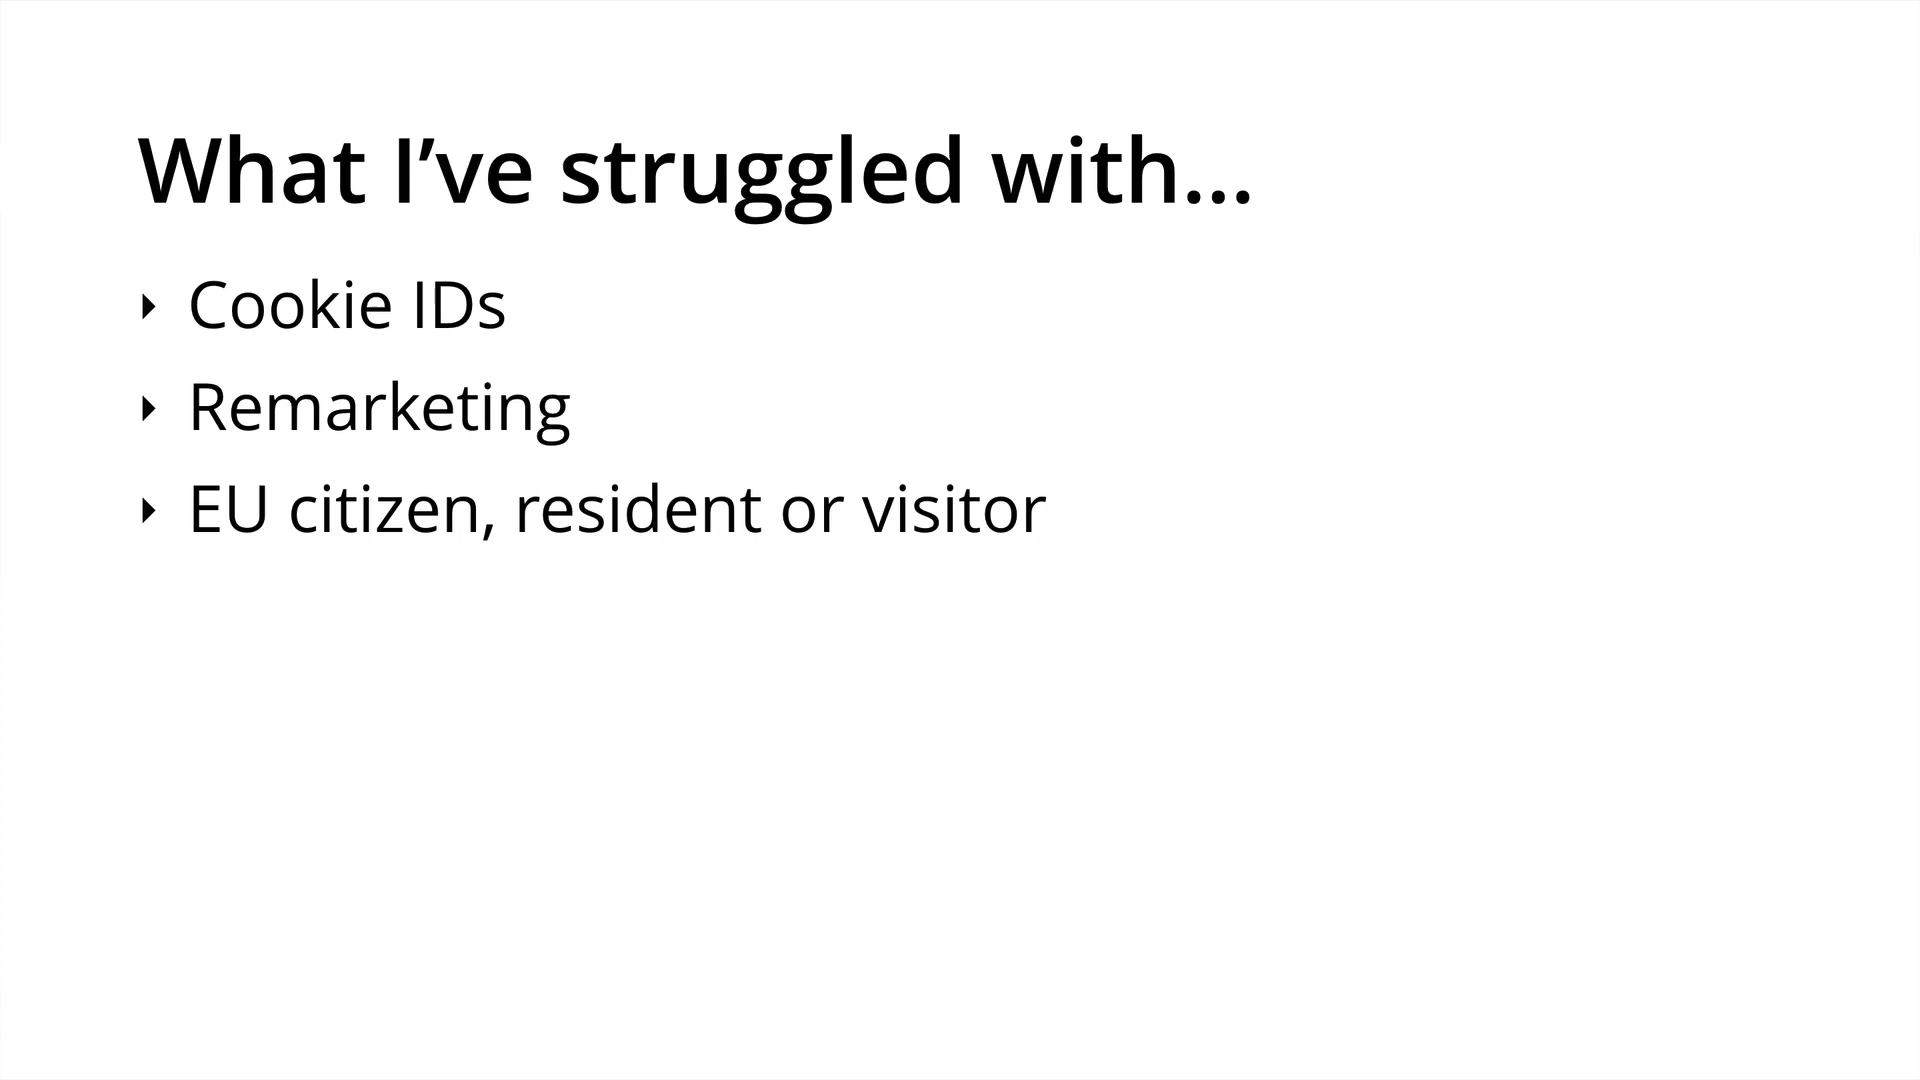 What I’ve struggled with...
‣ Cookie IDs
‣ Remarketing
‣ EU citizen, resident or visitor